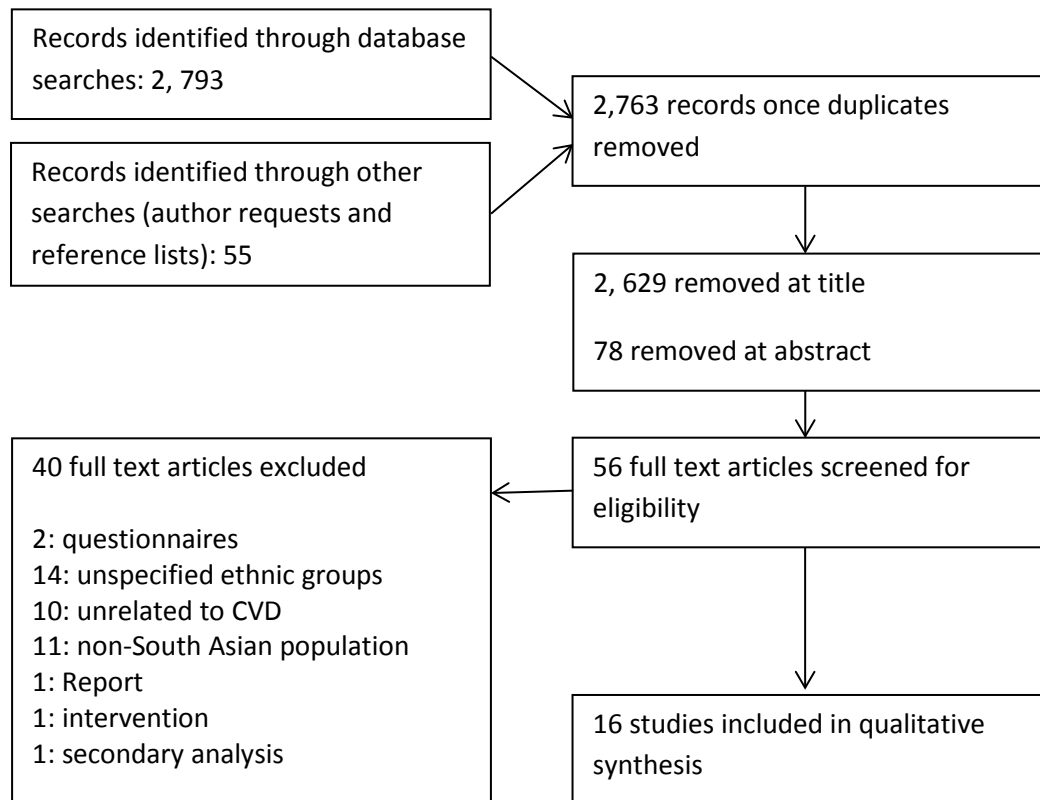 Records identified through database
searches: 2, 793
Records identified through other
searches (author requests and
reference lists): 55
2,763 records once duplicates
removed
2, 629 removed at title
78 removed at abstract
56 full text articles screened for
eligibility
40 full text articles excluded
2: questionnaires
14: unspecified ethnic groups
10: unrelated to CVD
11: non-South Asian population
1: Report
1: intervention
1: secondary analysis
16 studies included in qualitative
synthesis